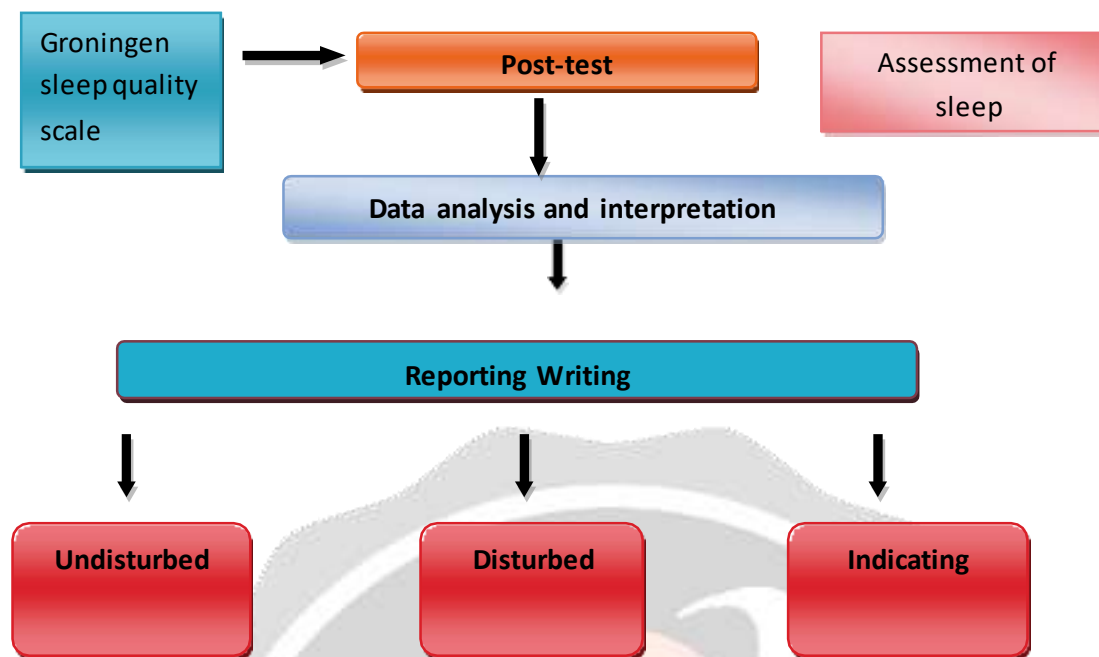 Groningen
sleep quality
scale
Post-test
Assessment of
sleep
Data analysis and interpretation
Reporting Writing
Undisturbed
Disturbed
Indicating